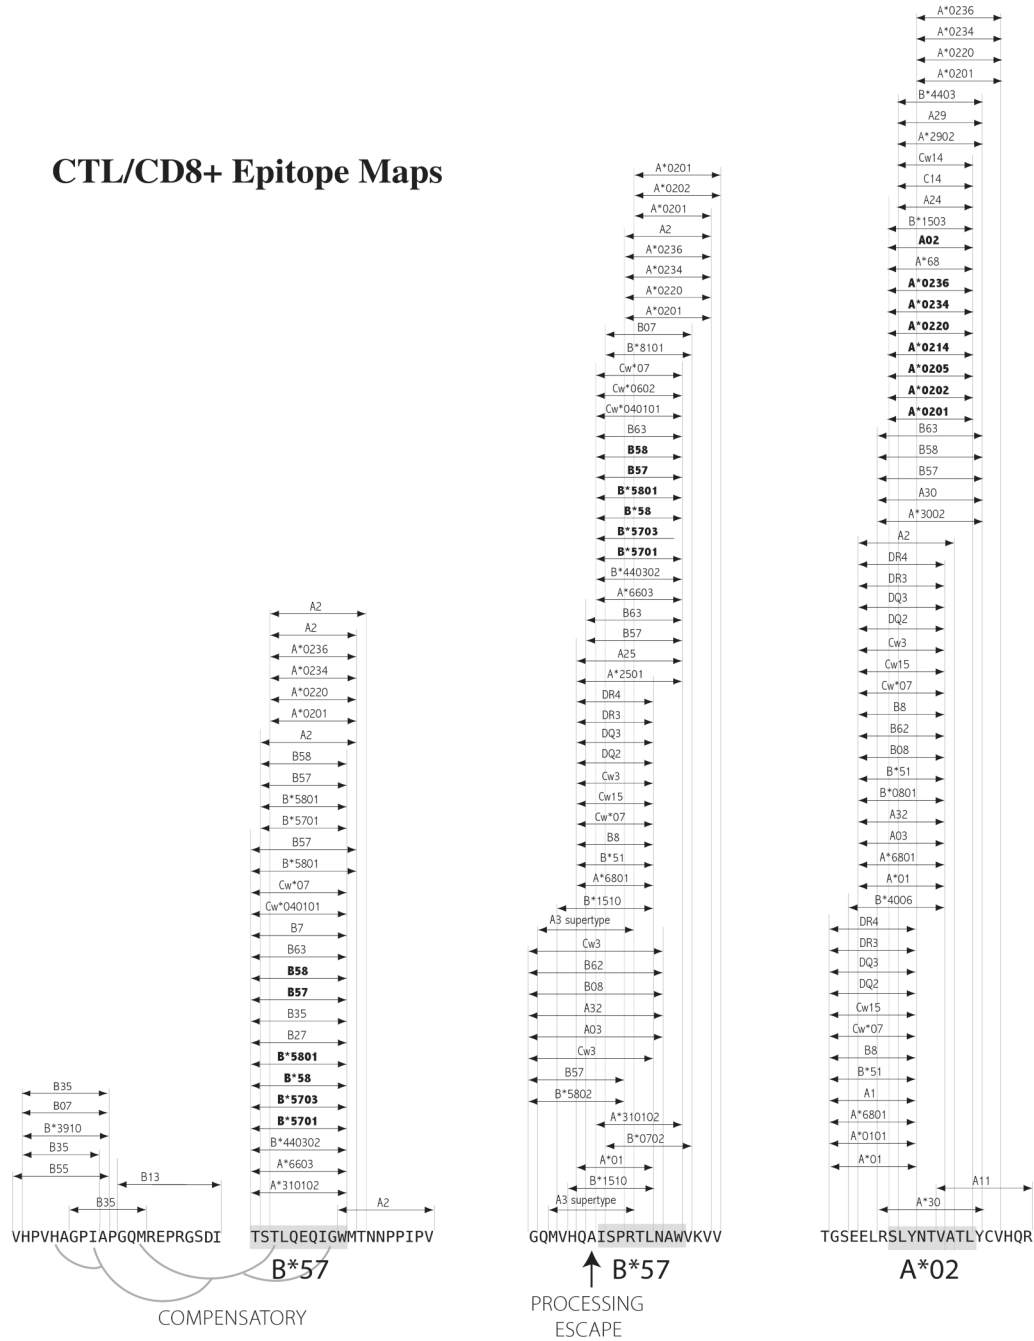 CTL/CD8+ Epitope Maps
B35
B07
B*3910
B35
B55
B13
B35
VHPVHAGPIAPGQMREPRGSDI
A2
A2
A*0236
A*0234
A*0220
A*0201
A2
B58
B57
B*5801
B*5701
B57
B*5801
Cw*07
Cw*040101
B7
B63
B58
B57
B35
B27
B*5801
B*58
B*5703
B*5701
B*440302
A*6603
A*310102
A2
TSTLQEQIGWMTNNPPIPV
B*57
COMPENSATORY
A*0201
A*0202
A*0201
A2
A*0236
A*0234
A*0220
A*0201
B07
B*8101
Cw*07
Cw*0602
Cw*040101
B63
B58
B57
B*5801
B*58
B*5703
B*5701
B*440302
A*6603
B63
B57
A25
A*2501
DR4
DR3
DQ3
DQ2
Cw3
Cw15
Cw*07
B8
B*51
A*6801
B*1510
A3 supertype
Cw3
B62
B08
A32
A03
Cw3
B57
B*5802
A*310102
B*0702
A*01
B*1510
A3 supertype
GQMVHQAISPRTLNAWVKVV
B*57
PROCESSING
ESCAPE
A*0236
A*0234
A*0220
A*0201
B*4403
A29
A*2902
Cw14
C14
A24
B*1503
A02
A*68
A*0236
A*0234
A*0220
A*0214
A*0205
A*0202
A*0201
B63
B58
B57
A30
A*3002
A2
DR4
DR3
DQ3
DQ2
Cw3
Cw15
Cw*07
B8
B62
B08
B*51
B*0801
A32
A03
A*6801
A*01
B*4006
DR4
DR3
DQ3
DQ2
Cw15
Cw*07
B8
B*51
A1
A*6801
A*0101
A*01
A11
A*30
TGSEELRSLYNTVATLYCVHQR
A*02